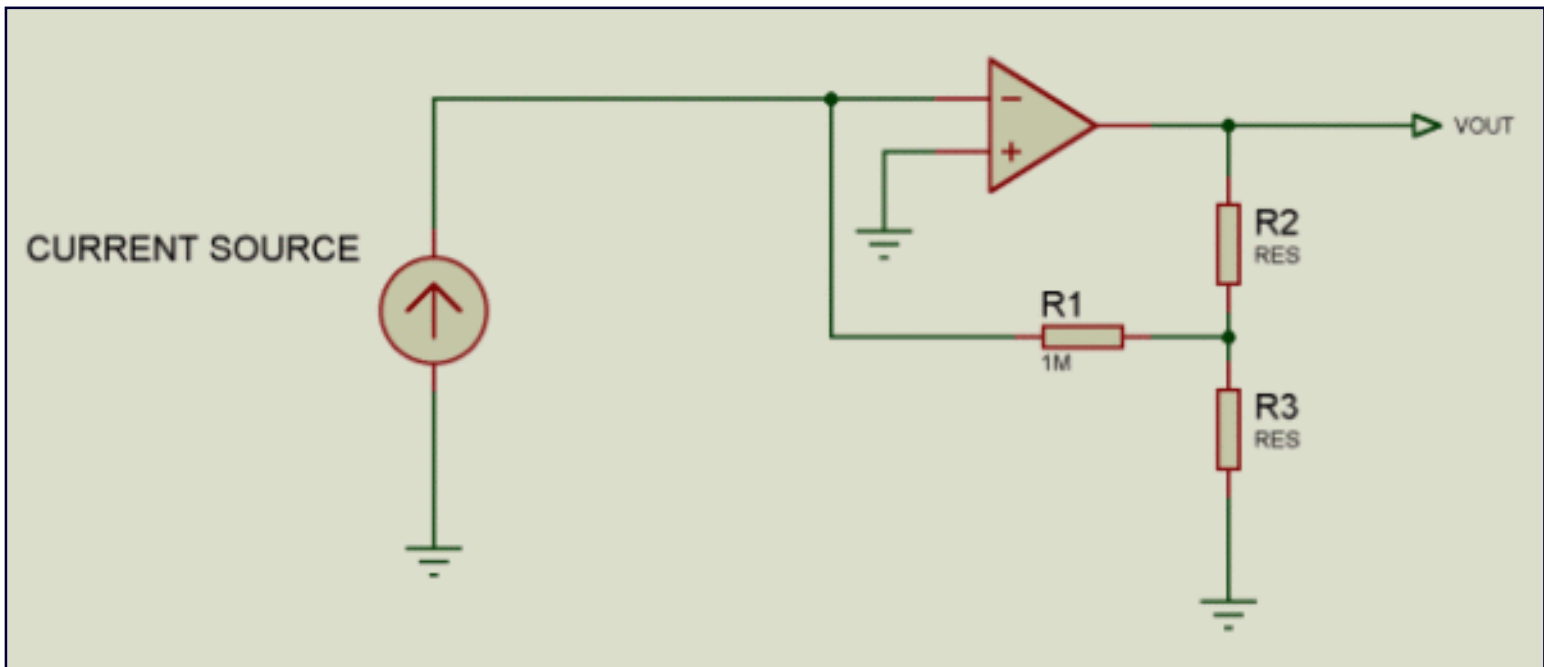 −
+
VOUT
CURRENT SOURCE
R2
RES
R1
1M
R3
RES